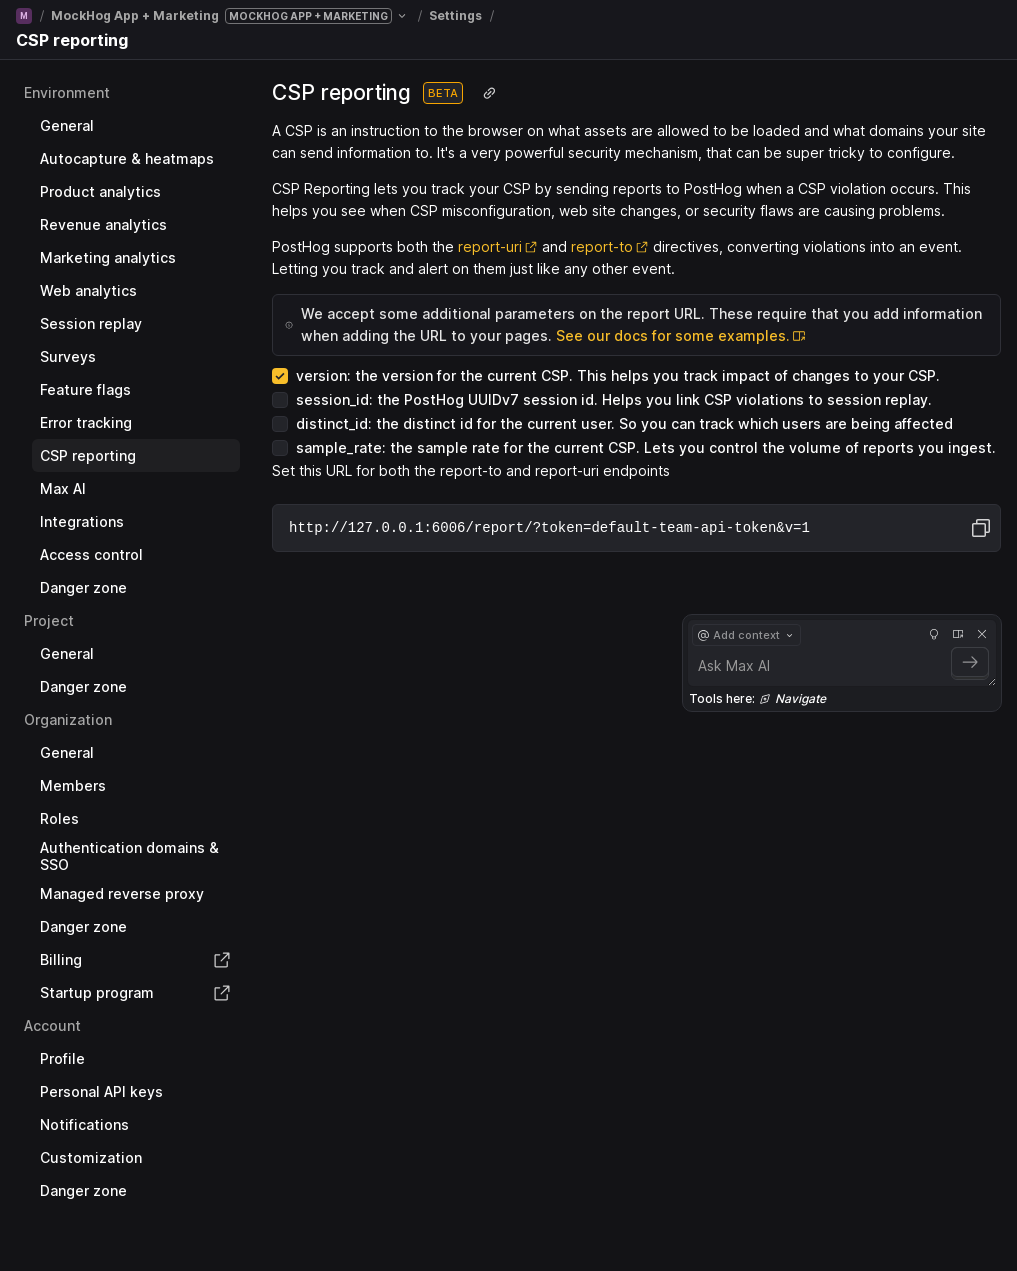 M / MockHog App + Marketing MOCKHOG APP + MARKETING / Settings /
CSP reporting
Environment
General
Autocapture & heatmaps
Product analytics
Revenue analytics
Marketing analytics
Web analytics
Session replay
Surveys
Feature flags
Error tracking
CSP reporting
Max AI
Integrations
Access control
Danger zone
Project
General
Danger zone
Organization
General
Members
Roles
Authentication domains &
SSO
Managed reverse proxy
Danger zone
Billing
Startup program
Account
Profile
Personal API keys
Notifications
Customization
Danger zone
CSP reporting BETA
A CSP is an instruction to the browser on what assets are allowed to be loaded and what domains your site
can send information to. It's a very powerful security mechanism, that can be super tricky to configure.
CSP Reporting lets you track your CSP by sending reports to PostHog when a CSP violation occurs. This
helps you see when CSP misconfiguration, web site changes, or security flaws are causing problems.
PostHog supports both the report-uri and report-to directives, converting violations into an event.
Letting you track and alert on them just like any other event.
We accept some additional parameters on the report URL. These require that you add information
when adding the URL to your pages. See our docs for some examples.
version: the version for the current CSP. This helps you track impact of changes to your CSP.
session_id: the PostHog UUIDv7 session id. Helps you link CSP violations to session replay.
distinct_id: the distinct id for the current user. So you can track which users are being affected
sample_rate: the sample rate for the current CSP. Lets you control the volume of reports you ingest.
Set this URL for both the report-to and report-uri endpoints
http://127.0.0.1:6006/report/?token=default-team-api-token&v=1
@ Add context
Ask Max AI
Tools here: Navigate